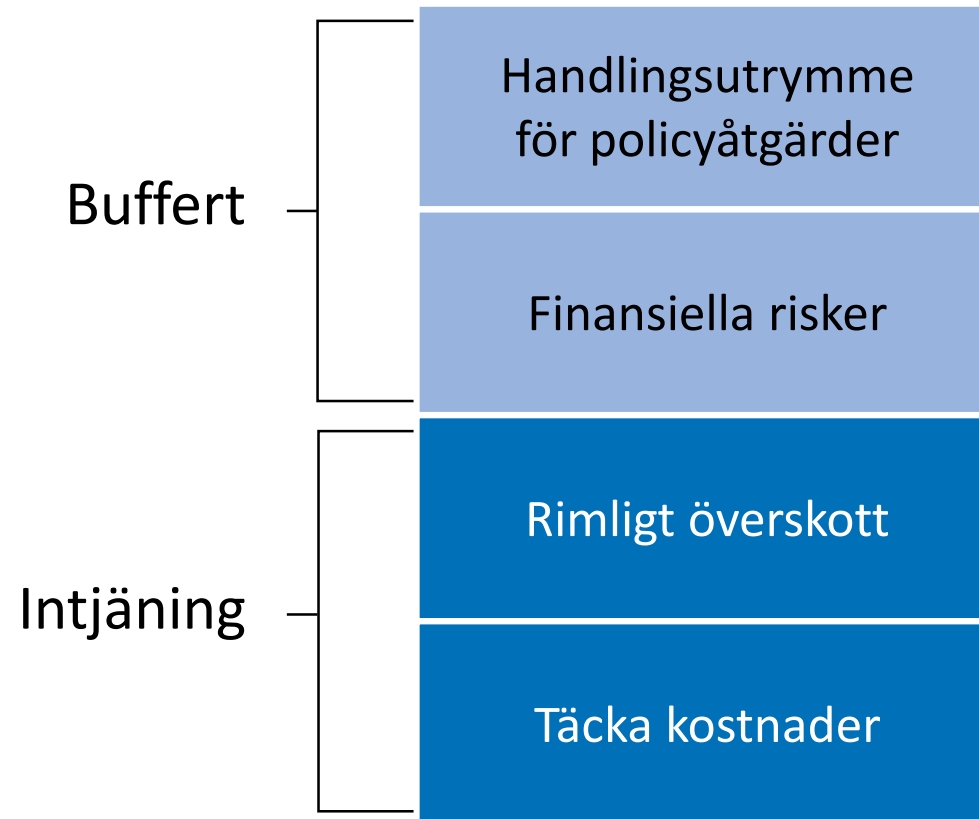 Handlingsutrymme
för policyåtgärder
Buffert
Finansiella risker
Rimligt överskott
Intjäning
Täcka kostnader